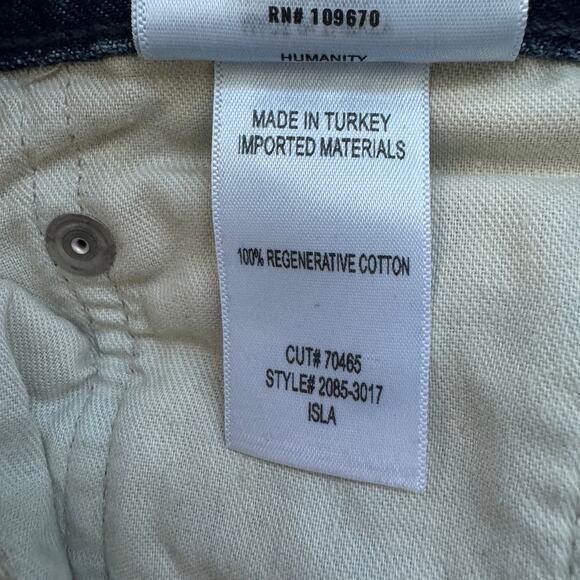 RN# 109670
HUMANITY
MADE IN TURKEY
IMPORTED MATERIALS
100% REGENERATIVE COTTON
CUT# 70465
STYLE# 2085-3017
ISLA